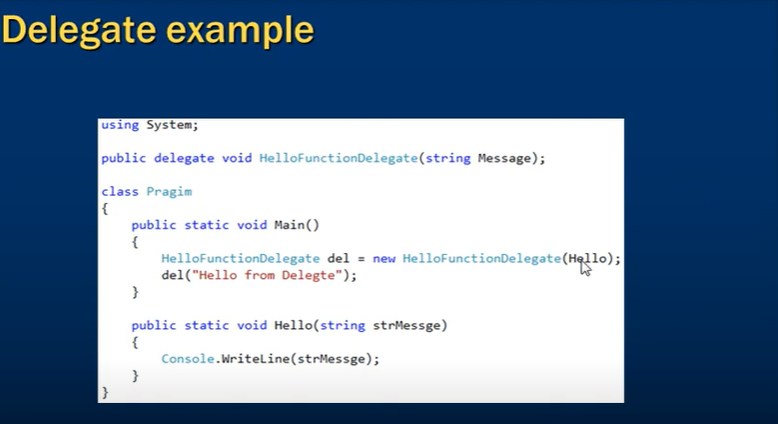 Delegate example
using System;
public delegate void HelloFunctionDelegate(string Message);
class Pragim
{
public static void Main()
{
HelloFunctionDelegate del = new HelloFunctionDelegate(Hello);
del("Hello from Delegte");
}
public static void Hello(string strMessge)
{
Console.WriteLine(strMessge);
}
}